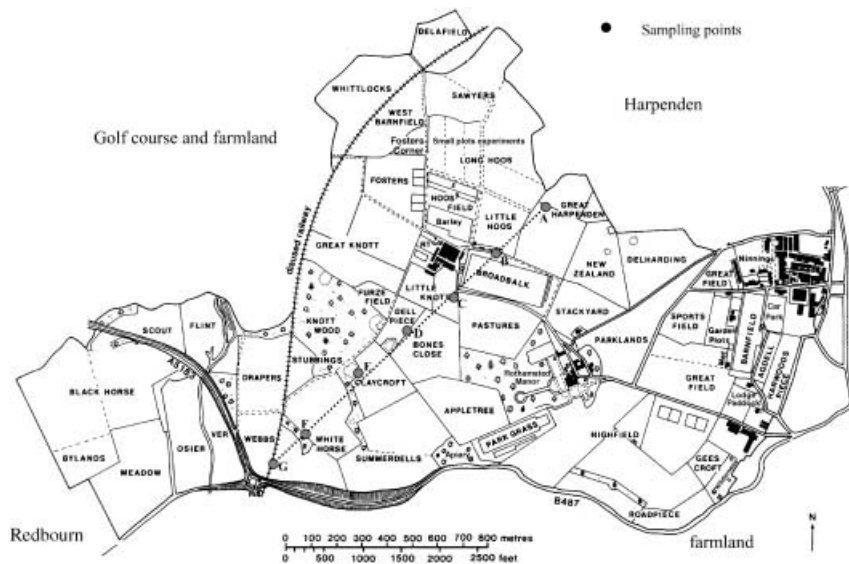 DELAFIELD
Sampling points
WHITTLOCKS
SAWYERS
Harpenden
WEST
BARNFIELD
Golf course and farmland
Fosters
Corner
Small plots experiments
LONG HOOS
FOSTERS
HOOS
FIELD
Barley
LITTLE
HOOS
A
GREAT
HARPENDEN
disused railway
GREAT KNOTT
B
BROADBALK
NEW
ZEALAND
DELHARDING
Ninnings
GREAT
FIELD
Car
Park
LITTLE
KNOTT
C
FURZE
FIELD
DELL
PIECE
KNOTT
WOOD
D
BONES
CLOSE
PASTURES
STACKYARD
PARKLANDS
SPORTS
FIELD
Garden
Plots
BARNFIELD
AGDELL
HARWOODS
PIECE
SCOUT
FLINT
A5183
STUBBINGS
E
CLAYCROFT
Rothamsted
Manor
GREAT
FIELD
Lodge
Paddock
BLACK HORSE
DRAPERS
APPLETREE
PARK GRASS
HIGHFIELD
OSIER
VER
WEBBS
F
WHITE
HORSE
SUMMERDELLS
Apiary
GEES
CROFT
BYLANDS
MEADOW
G
ROADPIECE
B487
Redbourn
0 100 200 300 400 500 600 700 800 metres
0 500 1000 1500 2000 2500 feet
farmland
N